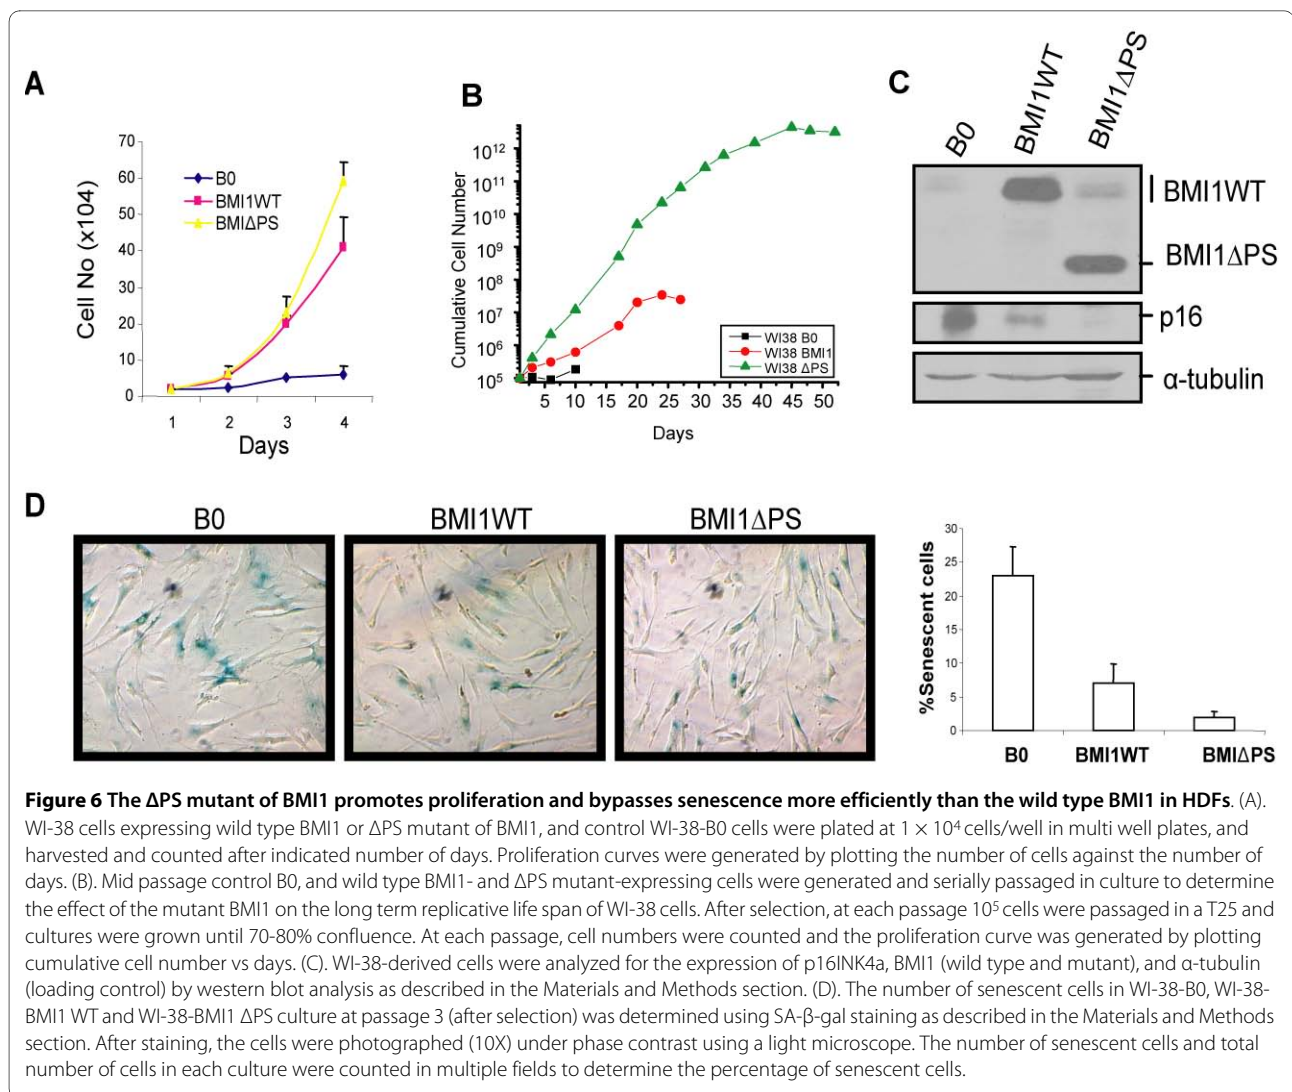 A
70
60
50
40
30
20
10
0
Cell No (x104)
B0
BMI1WT
BMIΔPS
1 2 3 4
Days
B
Cumulative Cell Number
10¹²
10¹¹
10¹⁰
10⁹
10⁸
10⁷
10⁶
10⁵
WI38 B0
WI38 BMI1
WI38 ΔPS
5 10 15 20 25 30 35 40 45 50
Days
C
B0
BMI1WT
BMI1ΔPS
BMI1WT
BMI1ΔPS
p16
α-tubulin
D
B0 BMI1WT BMI1ΔPS
%Senescent cells
30
25
20
15
10
5
0
B0 BMI1WT BMIΔPS
Figure 6 The ΔPS mutant of BMI1 promotes proliferation and bypasses senescence more efficiently than the wild type BMI1 in HDFs. (A).
WI-38 cells expressing wild type BMI1 or ΔPS mutant of BMI1, and control WI-38-B0 cells were plated at 1 × 10⁴ cells/well in multi well plates, and
harvested and counted after indicated number of days. Proliferation curves were generated by plotting the number of cells against the number of
days. (B). Mid passage control B0, and wild type BMI1- and ΔPS mutant-expressing cells were generated and serially passaged in culture to determine
the effect of the mutant BMI1 on the long term replicative life span of WI-38 cells. After selection, at each passage 10⁵ cells were passaged in a T25 and
cultures were grown until 70-80% confluence. At each passage, cell numbers were counted and the proliferation curve was generated by plotting
cumulative cell number vs days. (C). WI-38-derived cells were analyzed for the expression of p16INK4a, BMI1 (wild type and mutant), and α-tubulin
(loading control) by western blot analysis as described in the Materials and Methods section. (D). The number of senescent cells in WI-38-B0, WI-38-
BMI1 WT and WI-38-BMI1 ΔPS culture at passage 3 (after selection) was determined using SA-β-gal staining as described in the Materials and Methods
section. After staining, the cells were photographed (10X) under phase contrast using a light microscope. The number of senescent cells and total
number of cells in each culture were counted in multiple fields to determine the percentage of senescent cells.